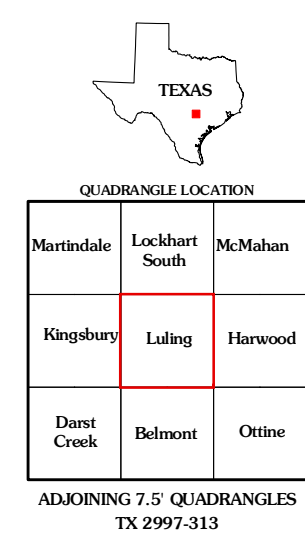 TEXAS
QUADRANGLE LOCATION
Martindale
Lockhart
South
McMahan
Kingsbury
Luling
Harwood
Darst
Creek
Belmont
Ottine
ADJOINING 7.5' QUADRANGLES
TX 2997-313